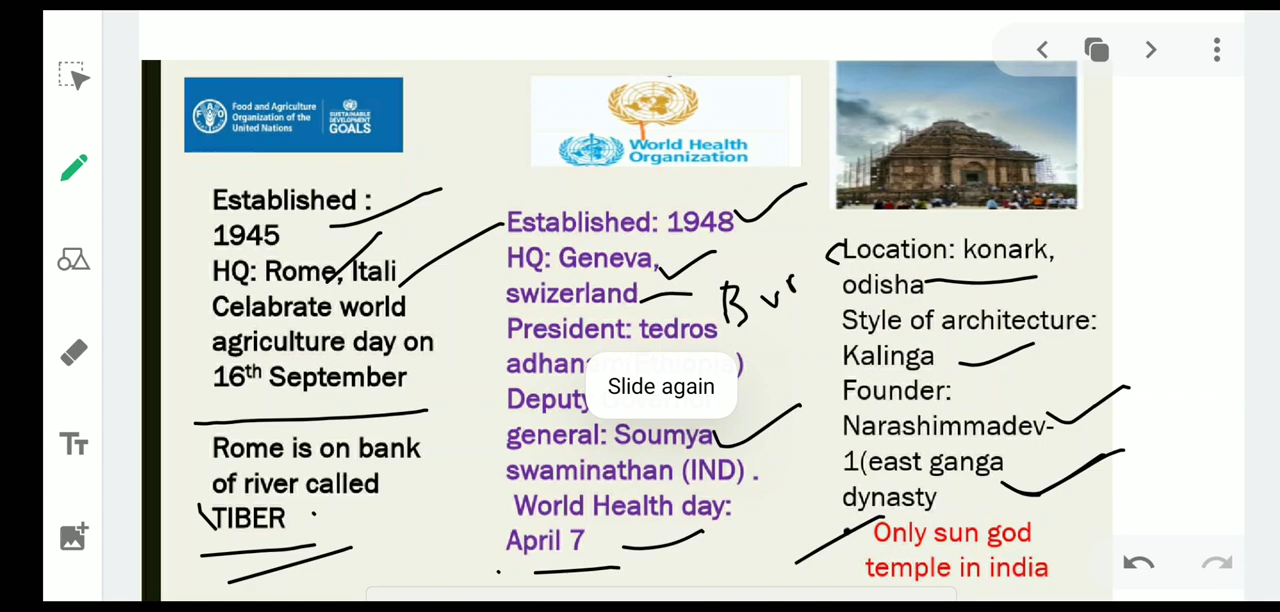 Food and Agriculture
Organization of the
United Nations
SUSTAINABLE
DEVELOPMENT
GOALS
Established :
1945
HQ: Rome, Itali
Celabrate world
agriculture day on
16th September
Rome is on bank
of river called
TIBER
World Health
Organization
Established: 1948
HQ: Geneva,
swizerland
President: tedros
adhanam(Ethiopia)
Deputy
general: Soumya
swaminathan (IND) .
World Health day:
April 7
Slide again
Location: konark,
odisha
Style of architecture:
Kalinga
Founder:
Narashimmadev-
1(east ganga
dynasty
• Only sun god
temple in india
Tт